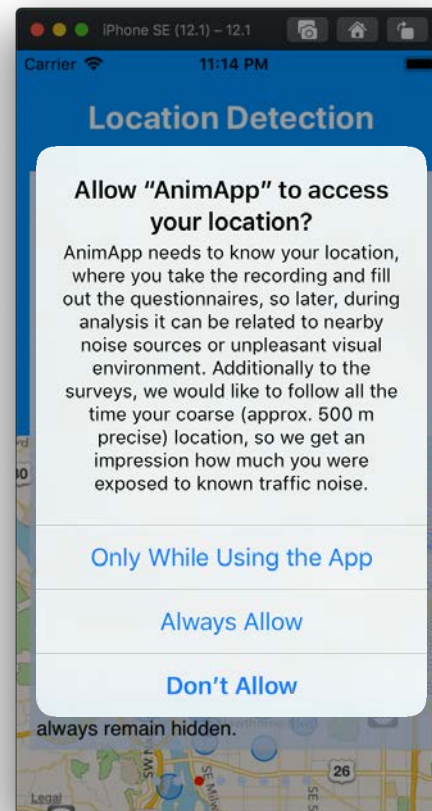 iPhone SE (12.1) – 12.1
Carrier
11:14 PM
Location Detection
Allow “AnimApp” to access
your location?
AnimApp needs to know your location,
where you take the recording and fill
out the questionnaires, so later, during
analysis it can be related to nearby
noise sources or unpleasant visual
environment. Additionally to the
surveys, we would like to follow all the
time your coarse (approx. 500 m
precise) location, so we get an
impression how much you were
exposed to known traffic noise.
Only While Using the App
Always Allow
Don’t Allow
always remain hidden.
26
Legal